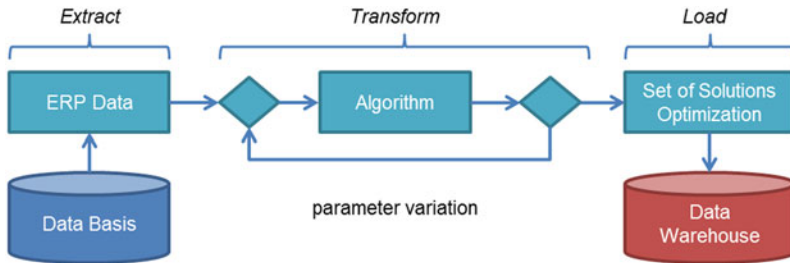 Extract
Transform
Load
ERP Data
Algorithm
Set of Solutions
Optimization
Data Basis
parameter variation
Data
Warehouse